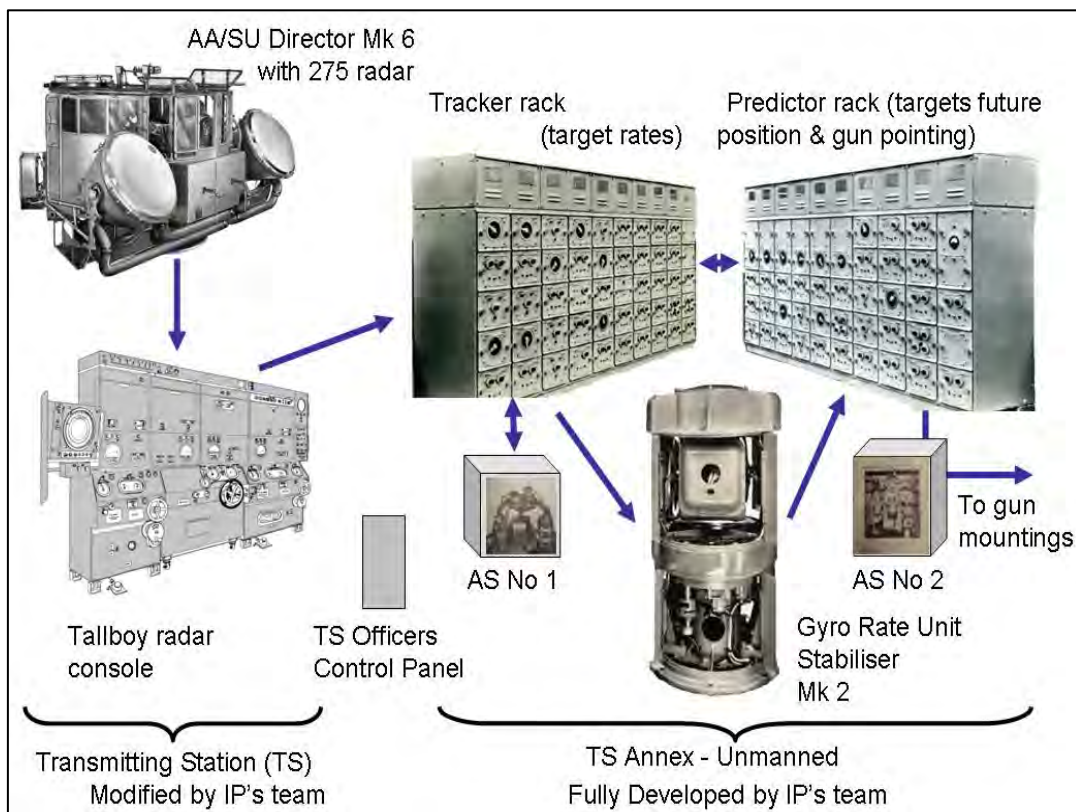 AA/SU Director Mk 6
with 275 radar
Tracker rack
(target rates)
Predictor rack (targets future
position & gun pointing)
AS No 1
AS No 2
To gun
mountings
Tallboy radar
console
TS Officers
Control Panel
Gyro Rate Unit
Stabiliser
Mk 2
Transmitting Station (TS)
Modified by IP's team
TS Annex - Unmanned
Fully Developed by IP's team